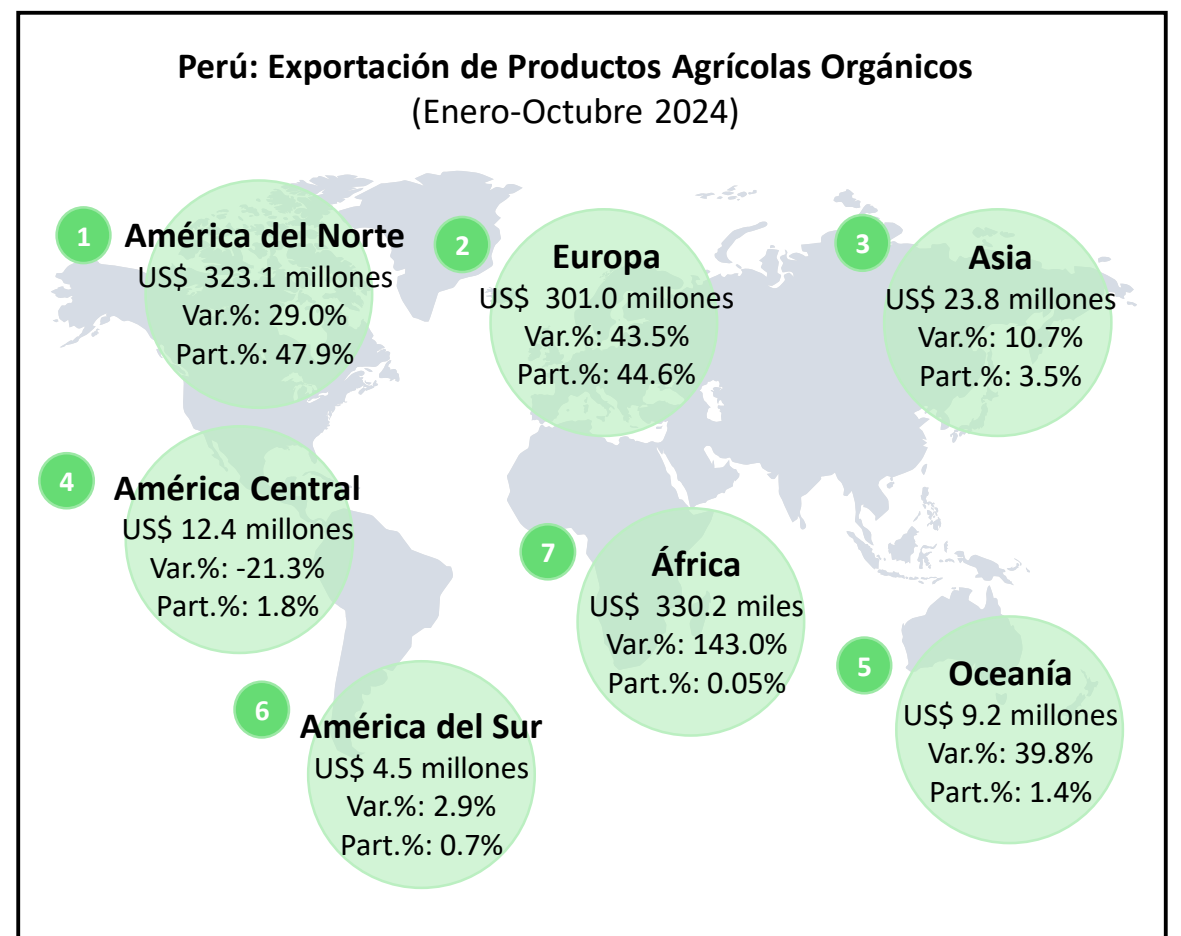 Perú: Exportación de Productos Agrícolas Orgánicos
(Enero-Octubre 2024)
1
América del Norte
US$  323.1 millones
Var.%: 29.0%
Part.%: 47.9%
2
Europa
US$  301.0 millones
Var.%: 43.5%
Part.%: 44.6%
3
Asia
US$ 23.8 millones
Var.%: 10.7%
Part.%: 3.5%
4
América Central
US$ 12.4 millones
Var.%: -21.3%
Part.%: 1.8%
7
África
US$  330.2 miles
Var.%: 143.0%
Part.%: 0.05%
5
Oceanía
US$ 9.2 millones
Var.%: 39.8%
Part.%: 1.4%
6
América del Sur
US$ 4.5 millones
Var.%: 2.9%
Part.%: 0.7%